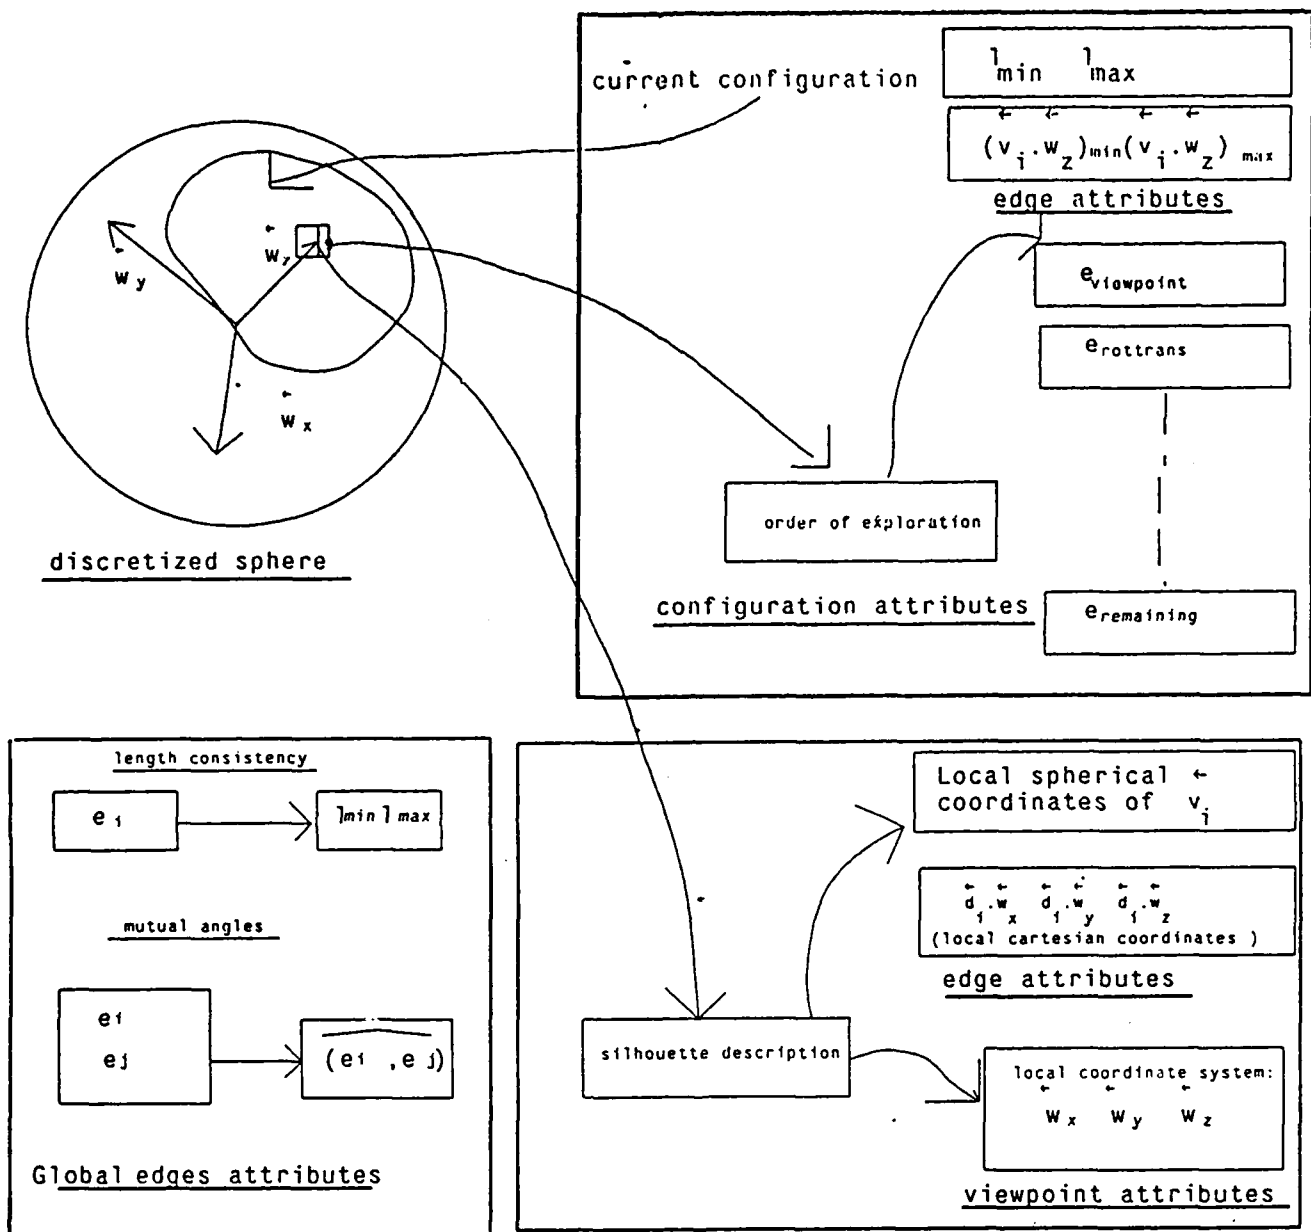 current configuration
l min l max
(v i . w z) min (v i . w z) max
edge attributes
e viewpoint
e rottrans
order of exploration
configuration attributes
e remaining
w z
w y
w x
discretized sphere
length consistency
e i
l min l max
mutual angles
e i
e j
(e i , e j)
Global edges attributes
Local spherical ←
coordinates of v i
d i . w x d i . w y d i . w z
(local cartesian coordinates )
edge attributes
silhouette description
local coordinate system:
w x w y w z
viewpoint attributes